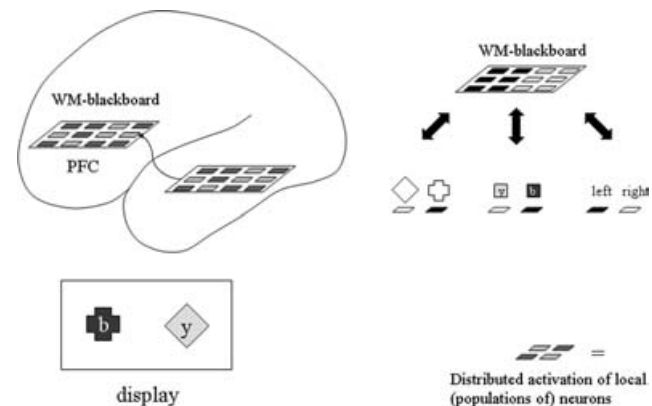 WM-blackboard
PFC
WM-blackboard
y b left right
b y
display
=
Distributed activation of local
(populations of) neurons